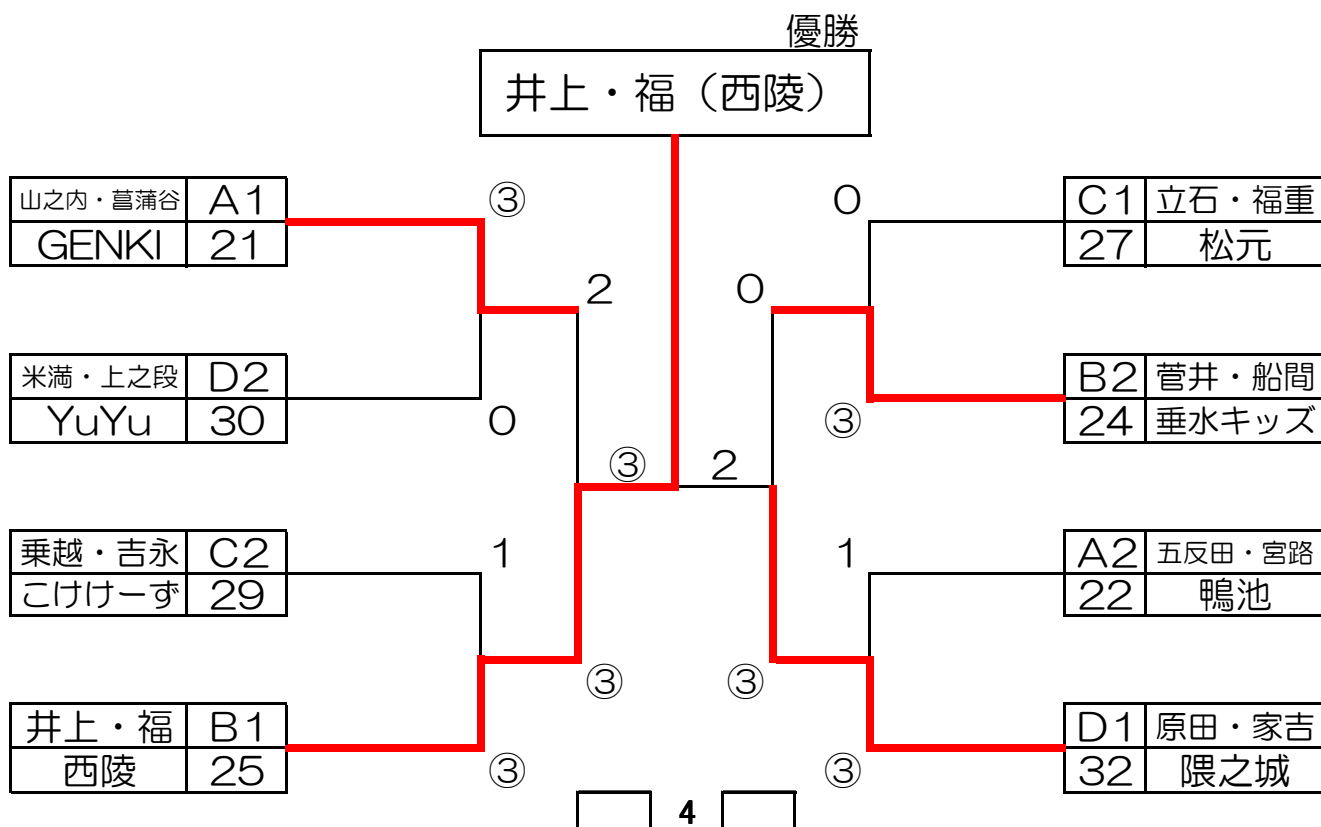 優勝
井上・福（西陵）
山之内・菖蒲谷 A1 ③ 0 C1 立石・福重
GENKI 21 27 松元
2 0
米満・上之段 D2 B2 菅井・船間
YuYu 30 0 ③ 24 垂水キッズ
③ 2
乗越・吉永 C2 1 1 A2 五反田・宮路
こけけーず 29 22 鴨池
③ ③
井上・福 B1 D1 原田・家吉
西陵 25 ③ ③ 32 隈之城
4